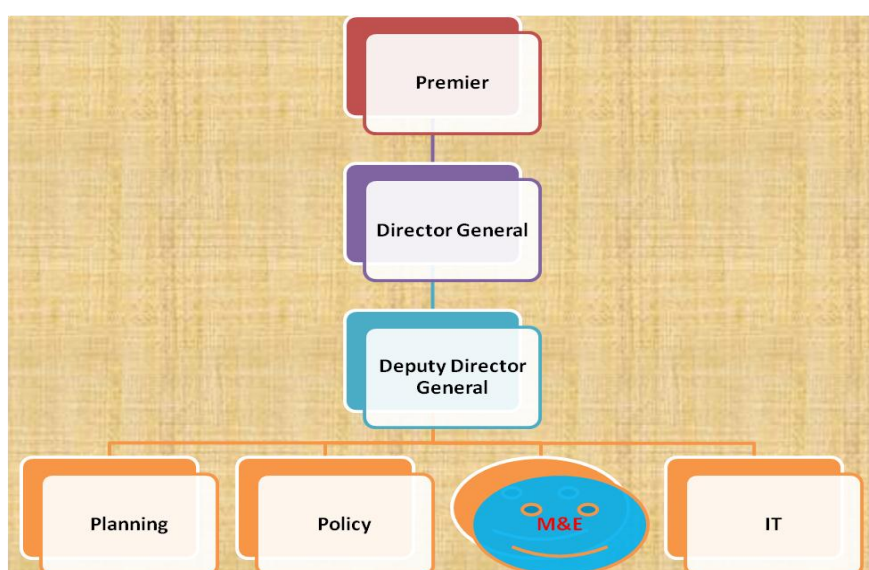 Premier
Director General
Deputy Director
General
Planning
Policy
M&E
IT